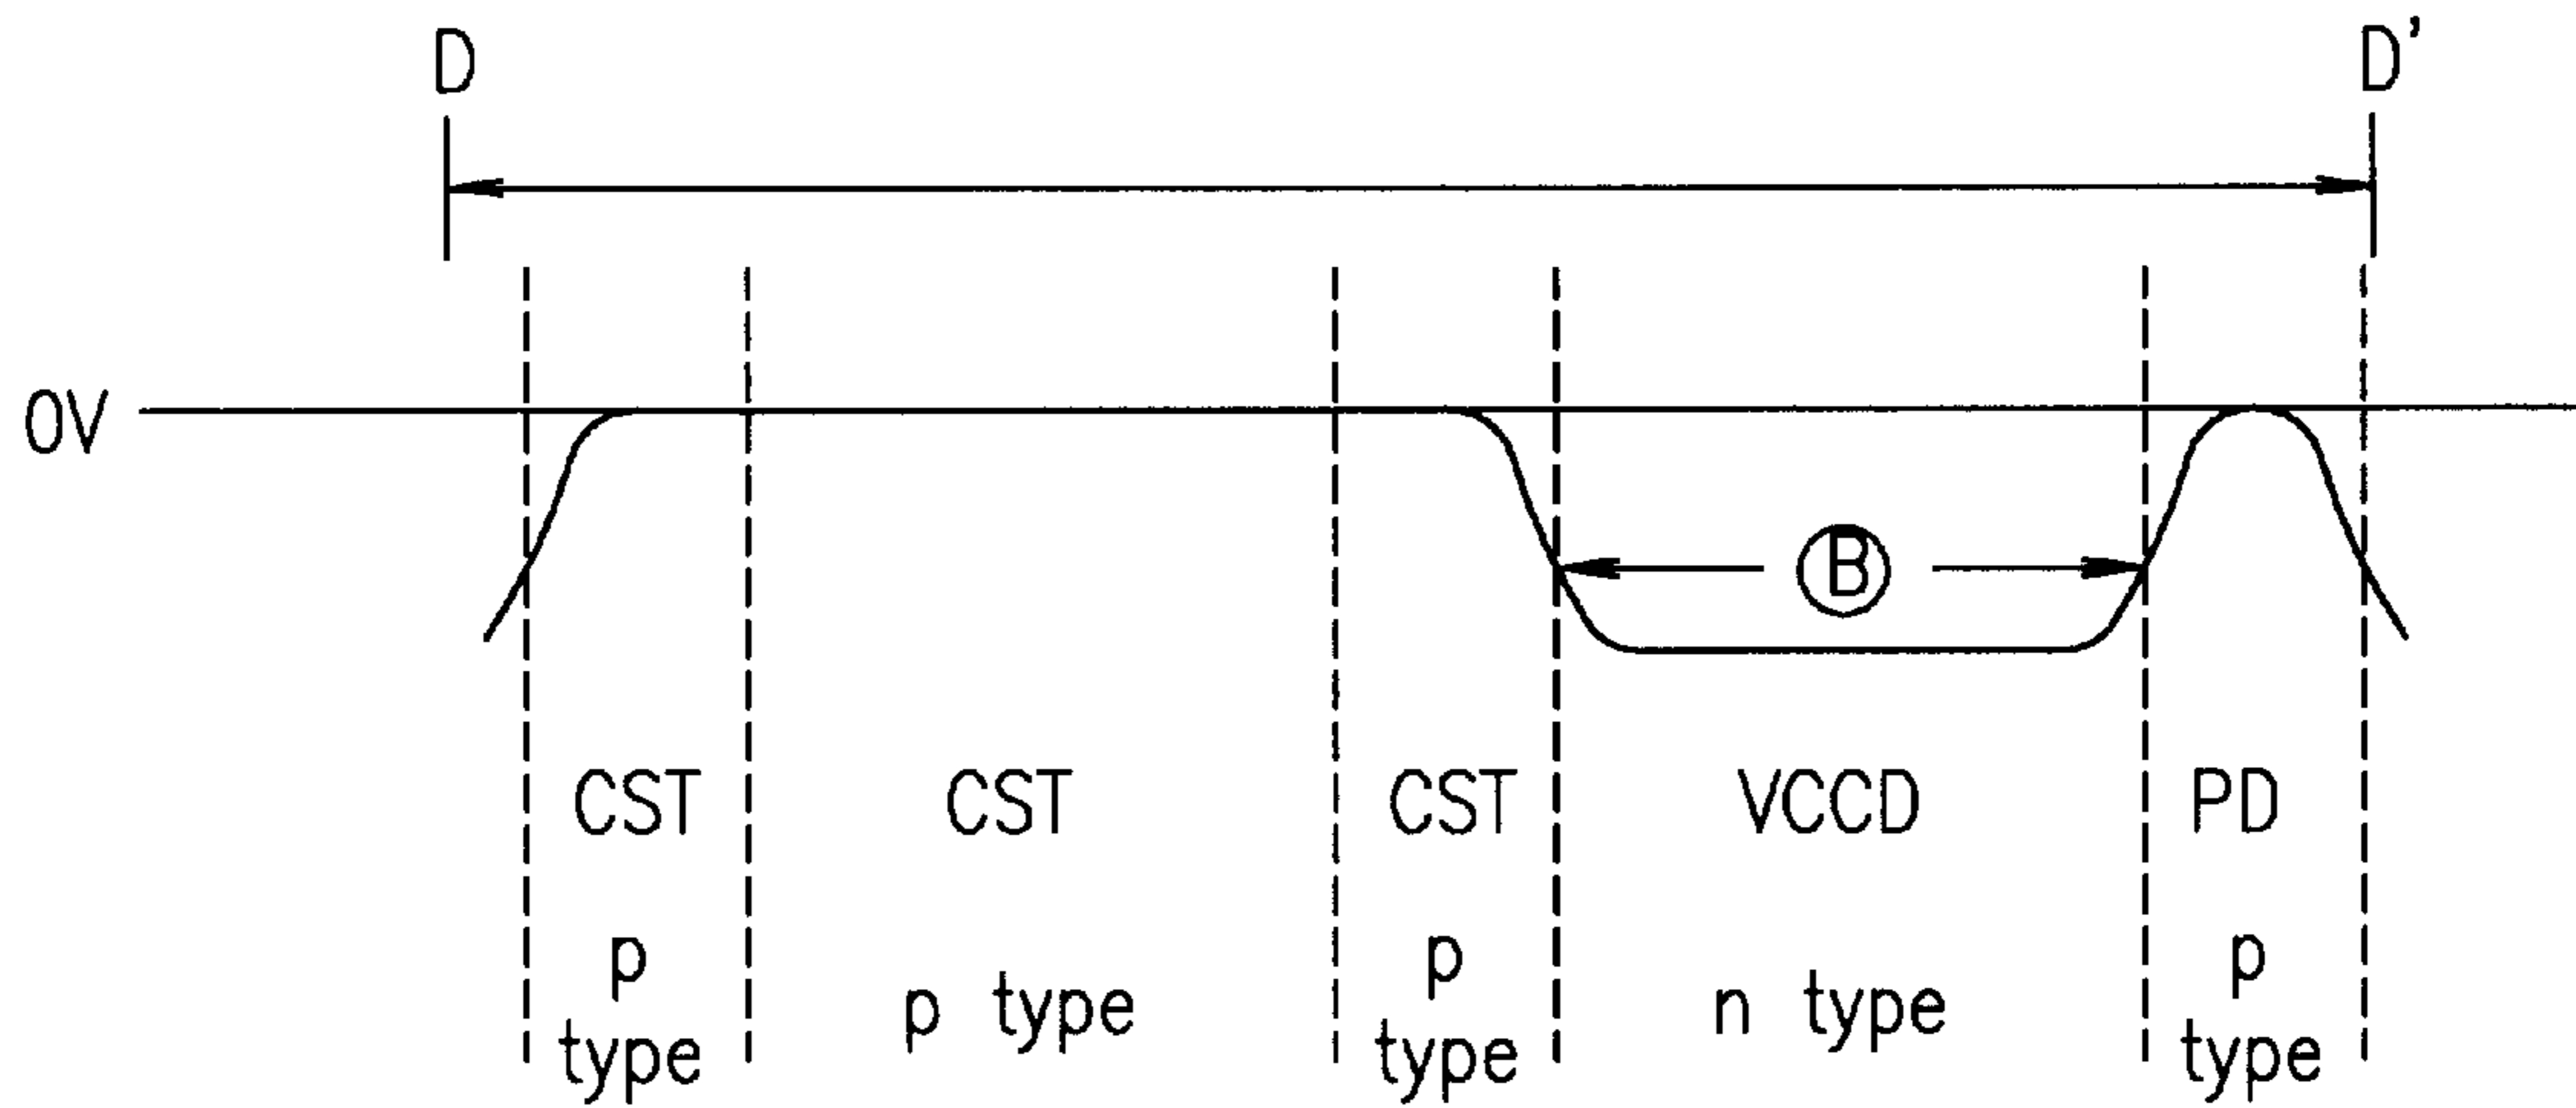 D D'
0V
B
CST CST CST VCCD PD
p p p
p type n type
type type type